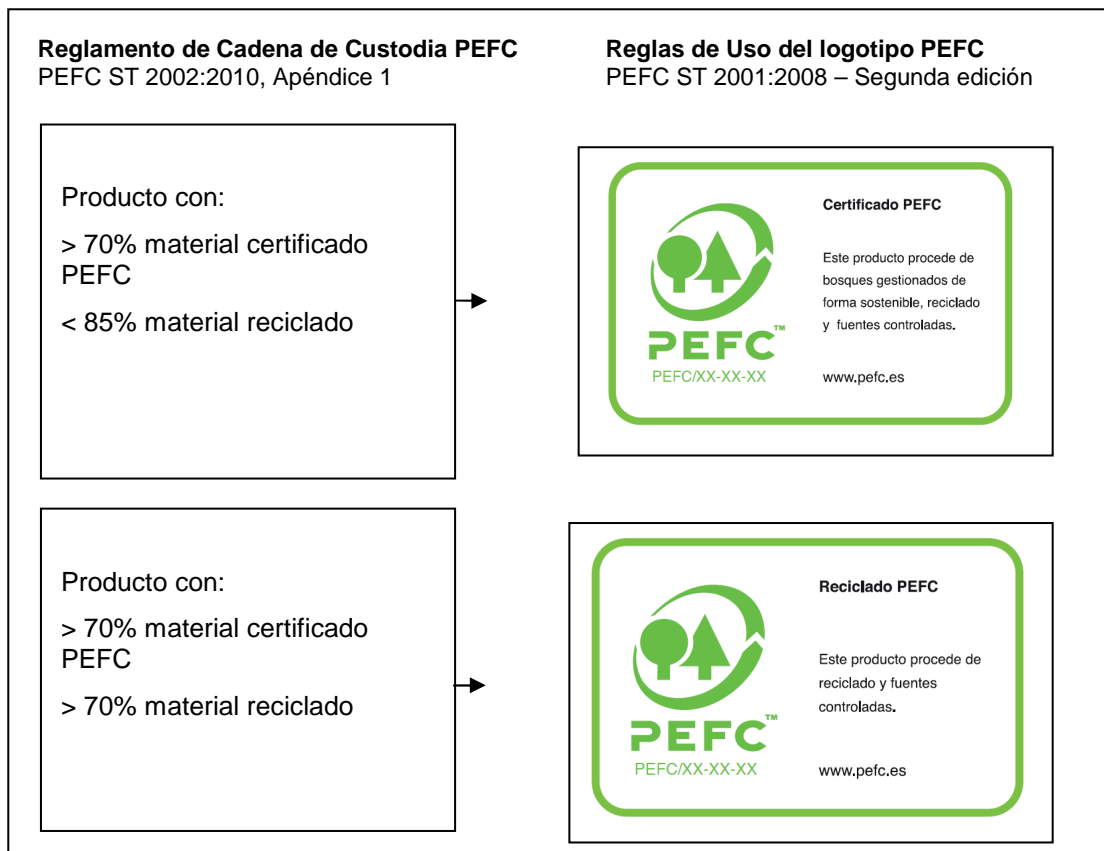 Reglamento de Cadena de Custodia PEFC
PEFC ST 2002:2010, Apéndice 1
Reglas de Uso del logotipo PEFC
PEFC ST 2001:2008 – Segunda edición
Producto con:
> 70% material certificado
PEFC
< 85% material reciclado
PEFC™
PEFC/XX-XX-XX
Certificado PEFC
Este producto procede de
bosques gestionados de
forma sostenible, reciclado
y fuentes controladas.
www.pefc.es
Producto con:
> 70% material certificado
PEFC
> 70% material reciclado
PEFC™
PEFC/XX-XX-XX
Reciclado PEFC
Este producto procede de
reciclado y fuentes
controladas.
www.pefc.es